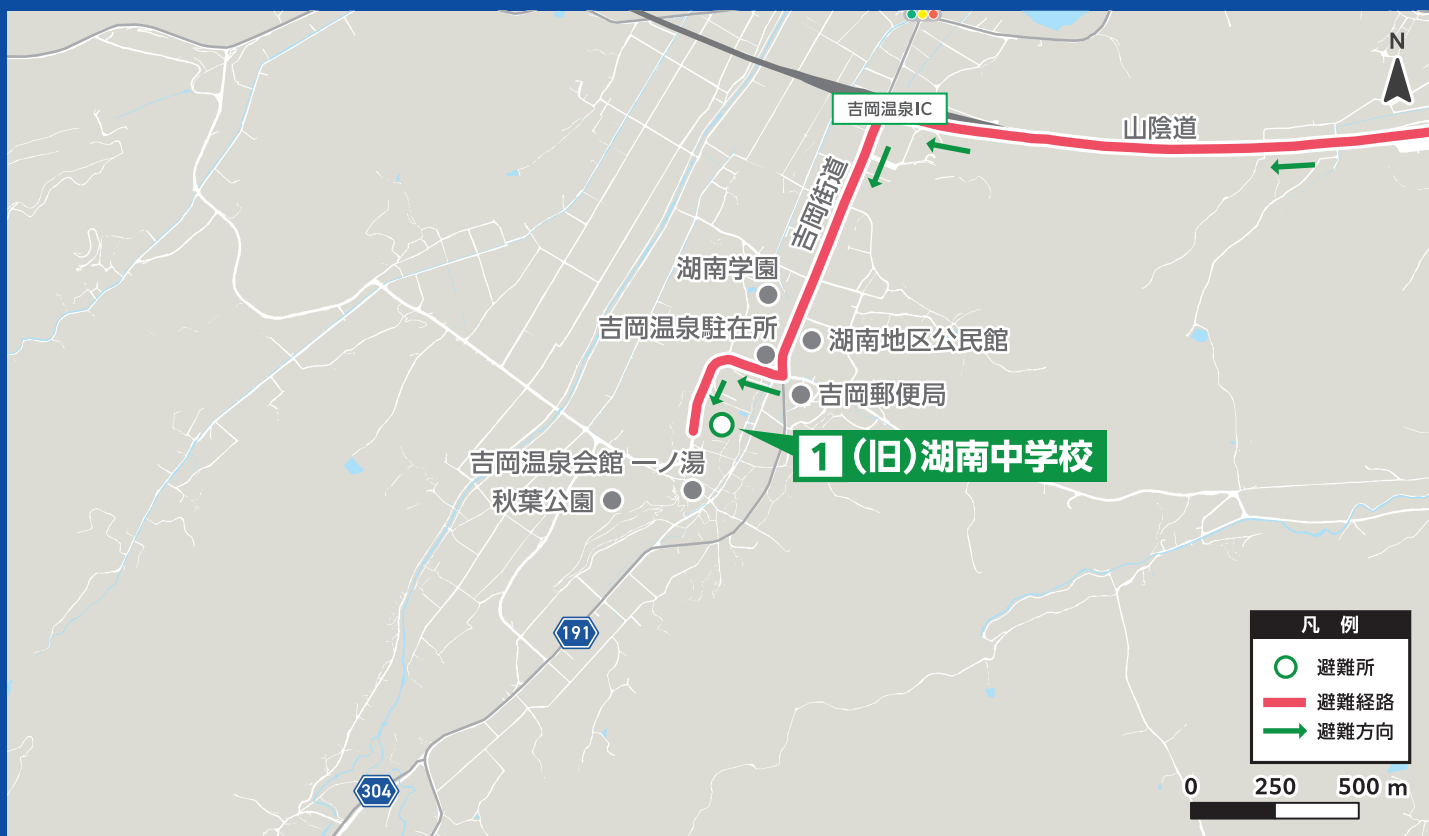 N
吉岡温泉IC
山陰道
吉岡街道
湖南学園
吉岡温泉駐在所
湖南地区公民館
吉岡郵便局
1 (旧)湖南中学校
吉岡温泉会館 一ノ湯
秋葉公園
191
304
凡 例
避難所
避難経路
避難方向
0 250 500 m